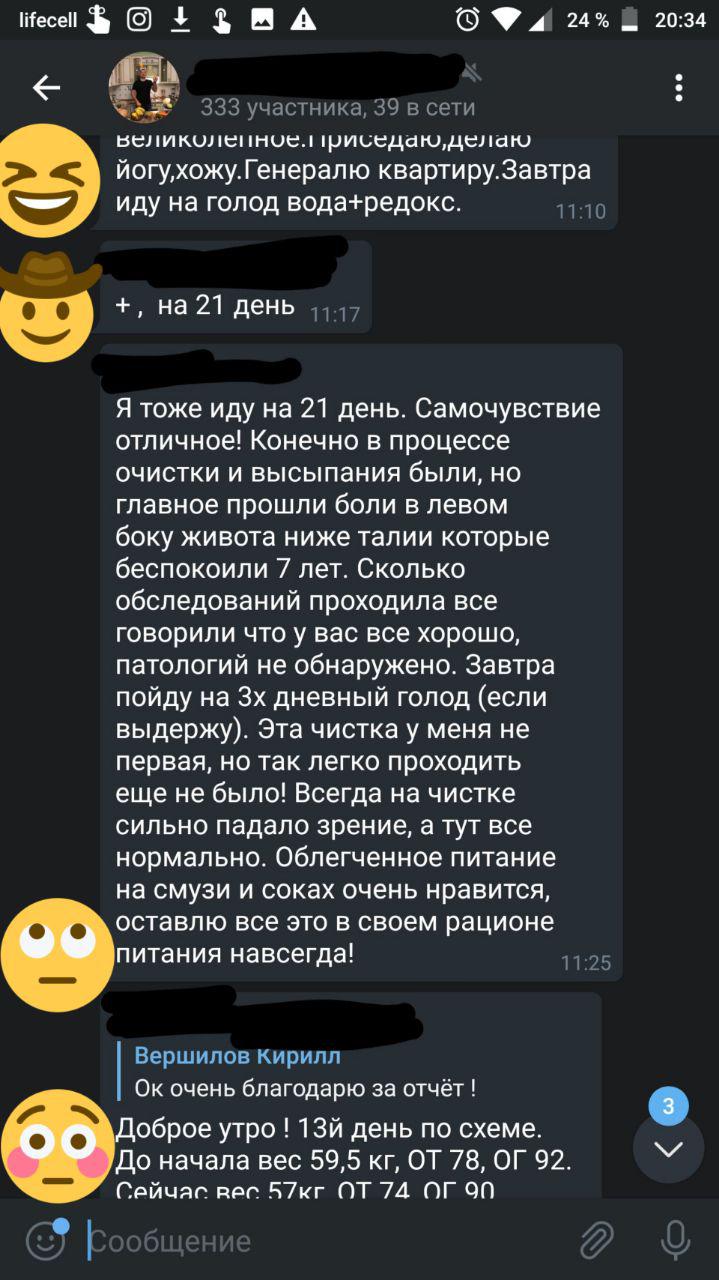 lifecell 24 % 20:34
333 участника, 39 в сети
великолепное.Приседаю,делаю
йогу,хожу.Генералю квартиру.Завтра
иду на голод вода+редокс. 11:10
+ , на 21 день 11:17
Я тоже иду на 21 день. Самочувствие
отличное! Конечно в процессе
очистки и высыпания были, но
главное прошли боли в левом
боку живота ниже талии которые
беспокоили 7 лет. Сколько
обследований проходила все
говорили что у вас все хорошо,
патологий не обнаружено. Завтра
пойду на 3х дневный голод (если
выдержу). Эта чистка у меня не
первая, но так легко проходить
еще не было! Всегда на чистке
сильно падало зрение, а тут все
нормально. Облегченное питание
на смузи и соках очень нравится,
оставлю все это в своем рационе
питания навсегда! 11:25
Вершилов Кирилл
Ок очень благодарю за отчёт !
Доброе утро ! 13й день по схеме.
До начала вес 59,5 кг, ОТ 78, ОГ 92.
Сейчас вес 57кг ОТ 74 ОГ 90
3
Сообщение